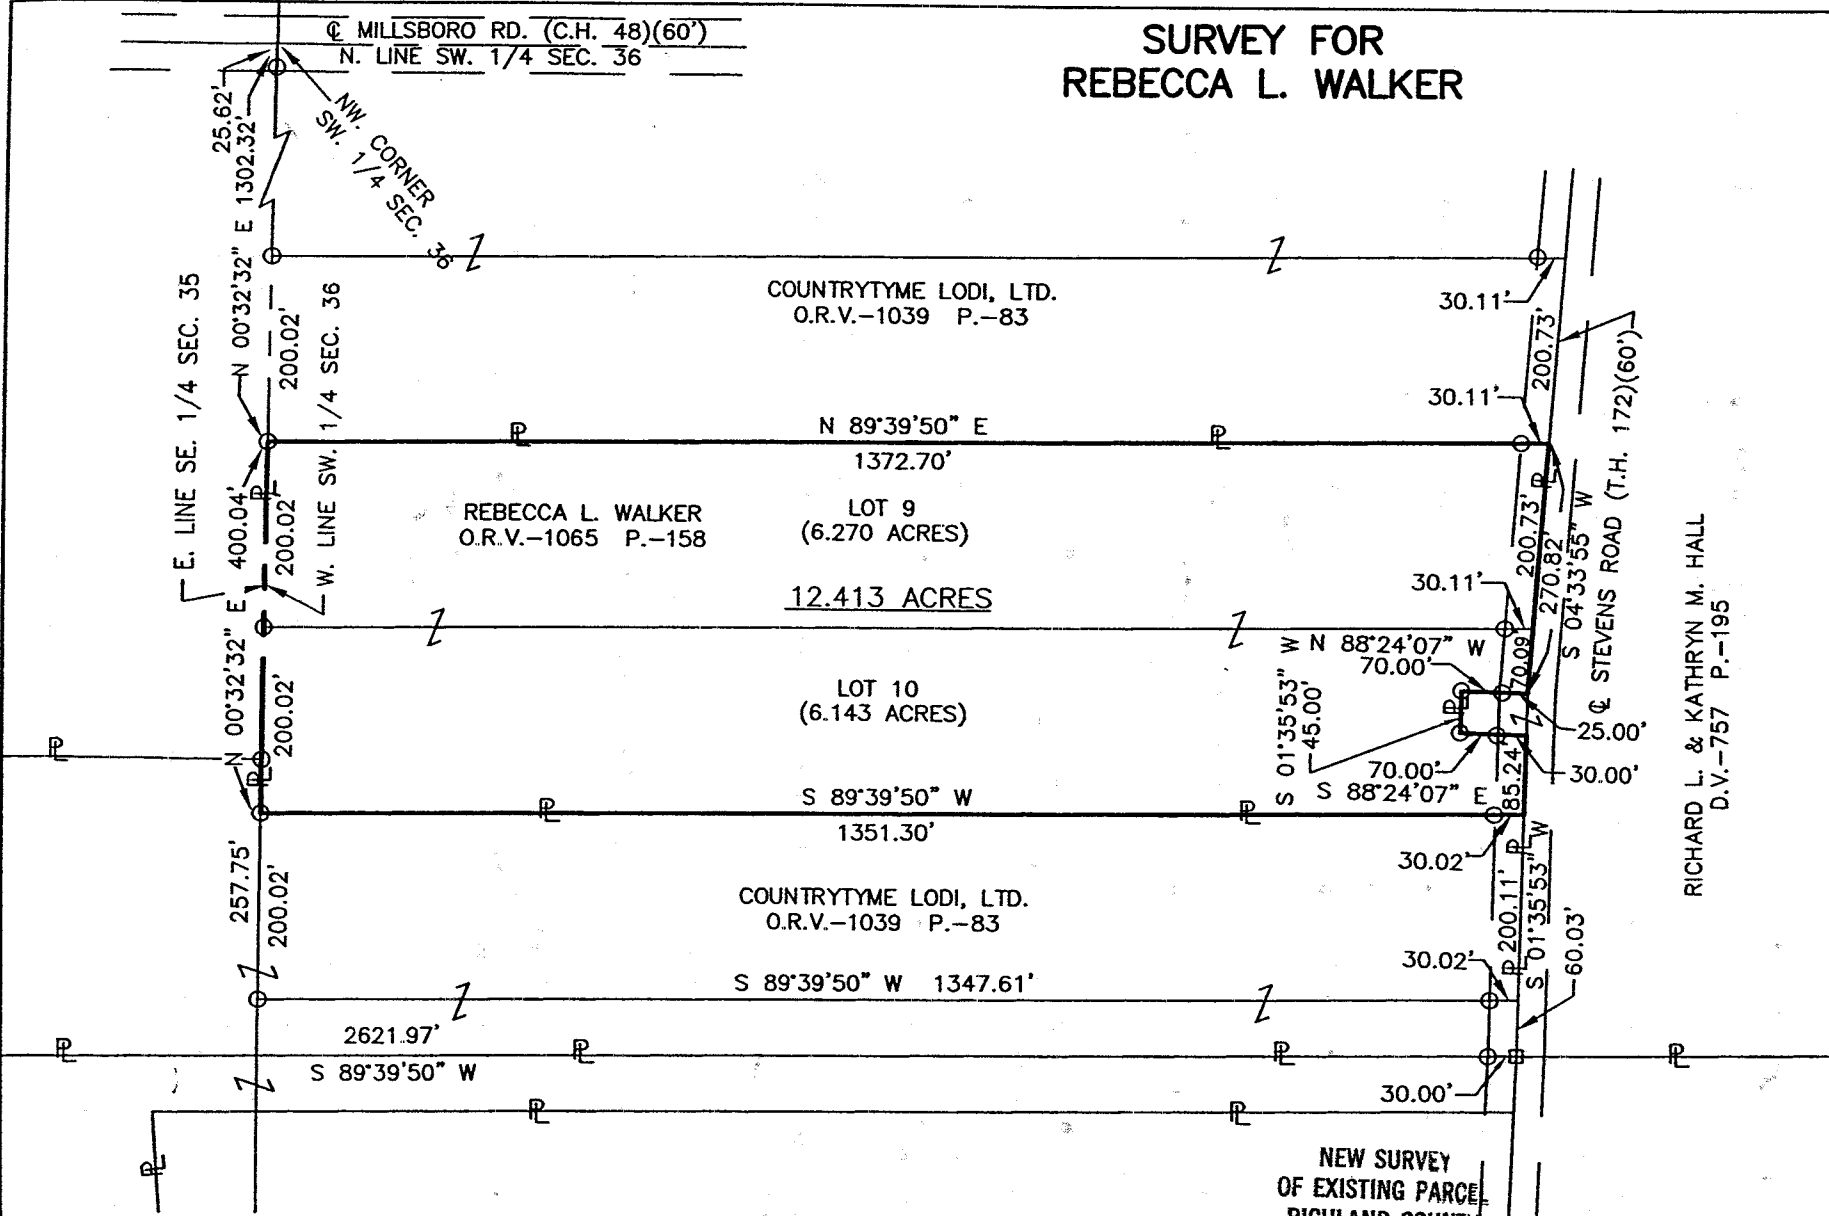 SURVEY FOR
REBECCA L. WALKER
℄ MILLSBORO RD. (C.H. 48)(60')
N. LINE SW. 1/4 SEC. 36
25.62'
N 00°32'32" E 1302.32'
NW. CORNER
SW. 1/4 SEC. 36
E. LINE SE. 1/4 SEC. 35
W. LINE SW. 1/4 SEC. 36
200.02'
COUNTRYTYME LODI, LTD.
O.R.V.-1039 P.-83
30.11'
200.73'
30.11'
℄ STEVENS ROAD (T.H. 172)(60')
N 89°39'50" E
1372.70'
REBECCA L. WALKER
O.R.V.-1065 P.-158
LOT 9
(6.270 ACRES)
12.413 ACRES
N 00°32'32" E 400.04'
200.02'
200.73'
270.82'
S 04°33'55" W
30.11'
N 88°24'07" W
70.00'
70.09'
S 01°35'53" W
45.00'
25.00'
LOT 10
(6.143 ACRES)
200.02'
70.00'
S 88°24'07" E
30.00'
85.24'
S 89°39'50" W
1351.30'
30.02'
RICHARD L. & KATHRYN M. HALL
D.V.-757 P.-195
257.75'
200.02'
COUNTRYTYME LODI, LTD.
O.R.V.-1039 P.-83
200.11'
S 01°35'53" W
60.03'
30.02'
S 89°39'50" W 1347.61'
2621.97'
S 89°39'50" W
30.00'
NEW SURVEY
OF EXISTING PARCEL
RICHLAND COUNTY